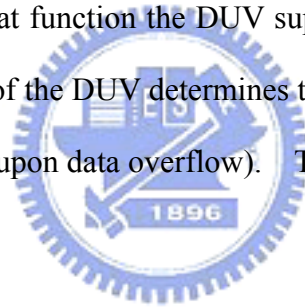 at function the DUV sup
of the DUV determines t
upon data overflow). T
1896